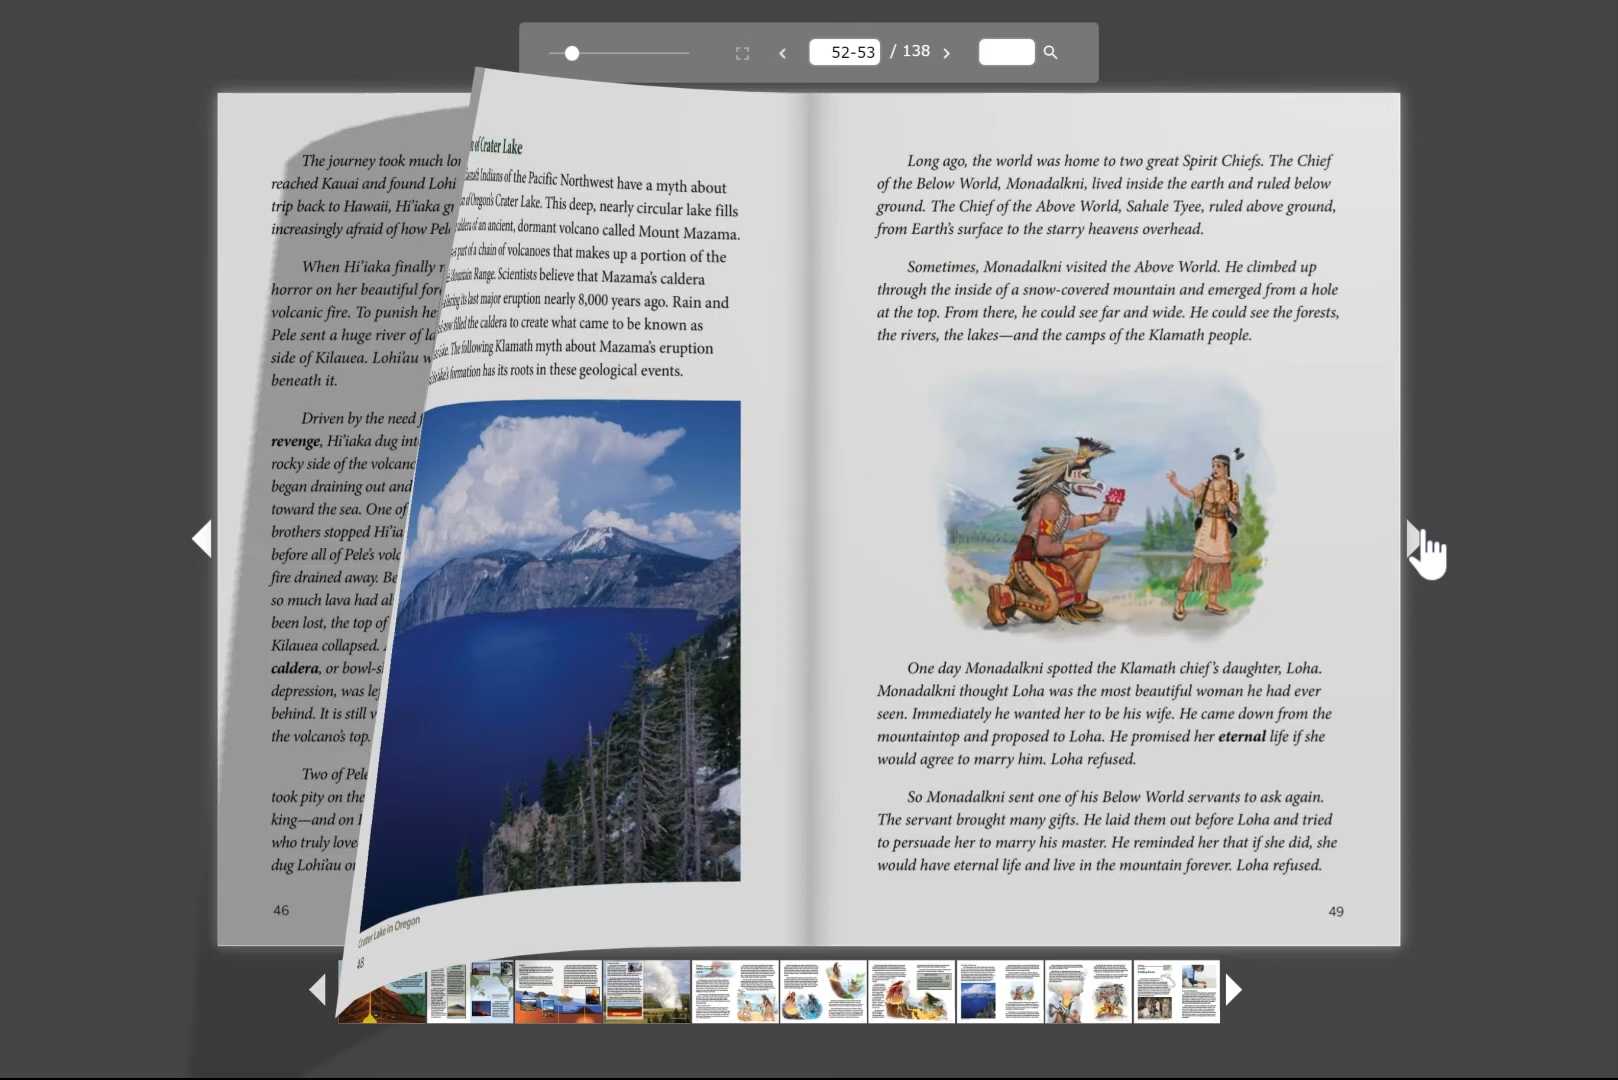 52-53 / 138
The journey took much
reached Kauai and found Lohi
trip back to Hawaii, Hi'iaka
increasingly afraid of how Pel
When Hi'iaka finally
horror on her beautiful
volcanic fire. To punish
Pele sent a huge river of
side of Kilauea. Lohi'au
beneath it.
Driven by the need
revenge, Hi'iaka dug
rocky side of the volcano
began draining out and
toward the sea. One of
brothers stopped
before all of Pele's
fire drained away.
so much lava had
been lost, the top of
Kilauea collapsed.
caldera, or
depression, was
behind. It is still
the volcano's top.
Two of
took pity on the
king—and on
who truly
dug Lohi'au
46
of Crater Lake
Indians of the Pacific Northwest have a myth about
of Oregon's Crater Lake. This deep, nearly circular lake fills
of an ancient, dormant volcano called Mount Mazama.
part of a chain of volcanoes that makes up a portion of the
Mountain Range. Scientists believe that Mazama's caldera
its last major eruption nearly 8,000 years ago. Rain and
filled the caldera to create what came to be known as
The following Klamath myth about Mazama's eruption
formation has its roots in these geological events.
Crater Lake in Oregon
48
Long ago, the world was home to two great Spirit Chiefs. The Chief
of the Below World, Monadalkni, lived inside the earth and ruled below
ground. The Chief of the Above World, Sahale Tyee, ruled above ground,
from Earth's surface to the starry heavens overhead.
Sometimes, Monadalkni visited the Above World. He climbed up
through the inside of a snow-covered mountain and emerged from a hole
at the top. From there, he could see far and wide. He could see the forests,
the rivers, the lakes—and the camps of the Klamath people.
One day Monadalkni spotted the Klamath chief's daughter, Loha.
Monadalkni thought Loha was the most beautiful woman he had ever
seen. Immediately he wanted her to be his wife. He came down from the
mountaintop and proposed to Loha. He promised her eternal life if she
would agree to marry him. Loha refused.
So Monadalkni sent one of his Below World servants to ask again.
The servant brought many gifts. He laid them out before Loha and tried
to persuade her to marry his master. He reminded her that if she did, she
would have eternal life and live in the mountain forever. Loha refused.
49